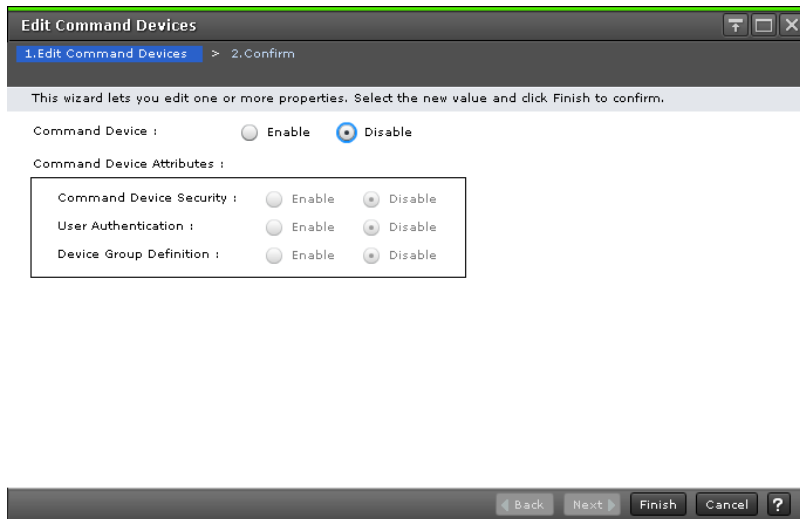 Edit Command Devices
1.Edit Command Devices > 2.Confirm
This wizard lets you edit one or more properties. Select the new value and click Finish to confirm.
Command Device : Enable Disable
Command Device Attributes :
Command Device Security : Enable Disable
User Authentication : Enable Disable
Device Group Definition : Enable Disable
Back Next Finish Cancel ?